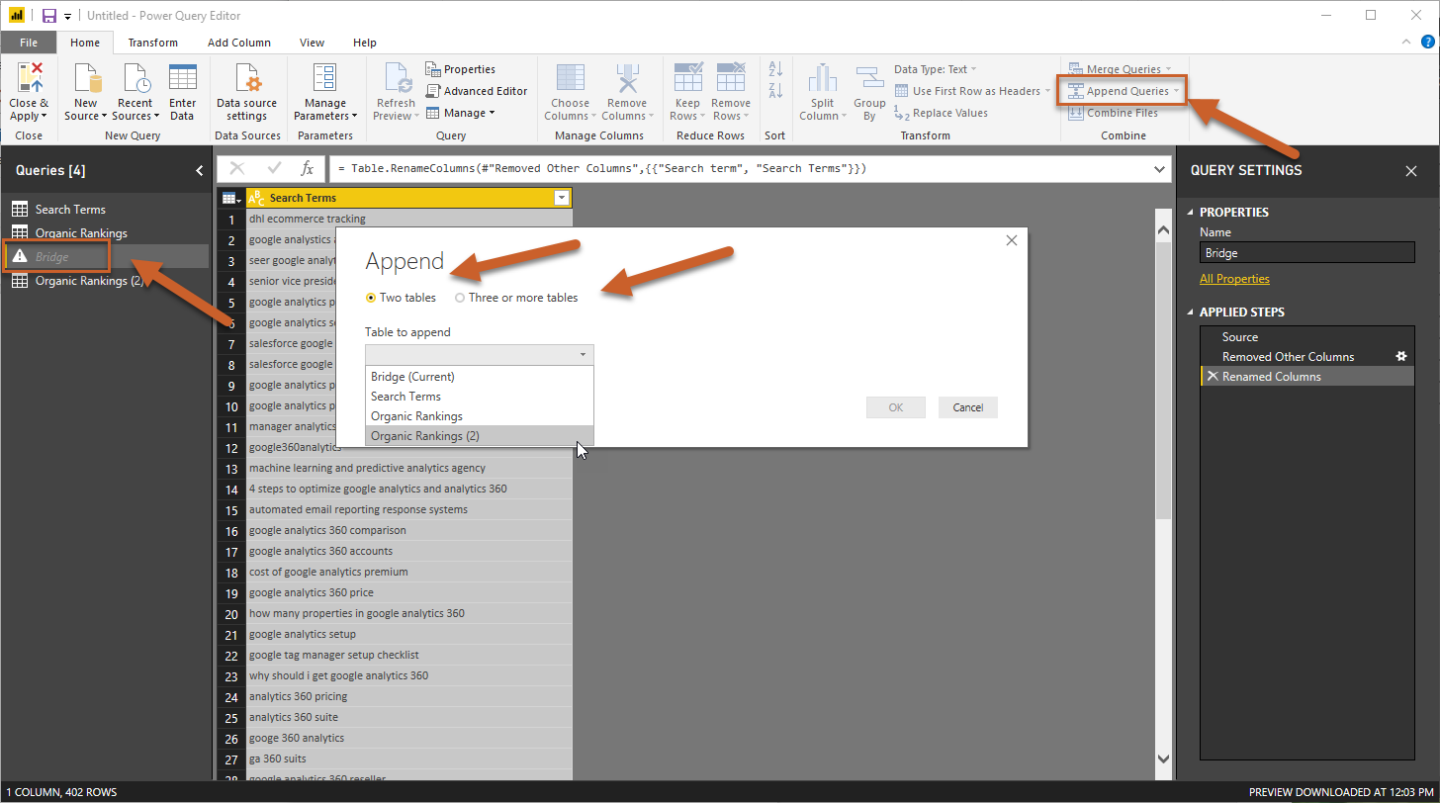 Untitled - Power Query Editor
File Home Transform Add Column View Help
Close & Apply
New Source
Recent Sources
Enter Data
Data source settings
Manage Parameters
Refresh Preview
Properties
Advanced Editor
Manage
Choose Columns
Remove Columns
Keep Rows
Remove Rows
Split Column
Group By
Data Type: Text
Use First Row as Headers
Replace Values
Merge Queries
Append Queries
Combine Files
Close New Query Data Sources Parameters Query Manage Columns Reduce Rows Sort Transform Combine
Queries [4]
Search Terms
Organic Rankings
Bridge
Organic Rankings (2)
fx = Table.RenameColumns(#"Removed Other Columns",{{"Search term", "Search Terms"}})
ABC Search Terms
1 dhl ecommerce tracking
2 google analystics
3 seer google analyt
4 senior vice preside
5 google analytics p
6 google analytics se
7 salesforce google
8 salesforce google
9 google analytics p
10 google analytics p
11 manager analytics
12 google360analytics
13 machine learning and predictive analytics agency
14 4 steps to optimize google analytics and analytics 360
15 automated email reporting response systems
16 google analytics 360 comparison
17 google analytics 360 accounts
18 cost of google analytics premium
19 google analytics 360 price
20 how many properties in google analytics 360
21 google analytics setup
22 google tag manager setup checklist
23 why should i get google analytics 360
24 analytics 360 pricing
25 analytics 360 suite
26 googe 360 analytics
27 ga 360 suits
28 google analytics 360 reseller
Append
Two tables Three or more tables
Table to append
Bridge (Current)
Search Terms
Organic Rankings
Organic Rankings (2)
OK Cancel
QUERY SETTINGS
PROPERTIES
Name
Bridge
All Properties
APPLIED STEPS
Source
Removed Other Columns
Renamed Columns
1 COLUMN, 402 ROWS
PREVIEW DOWNLOADED AT 12:03 PM